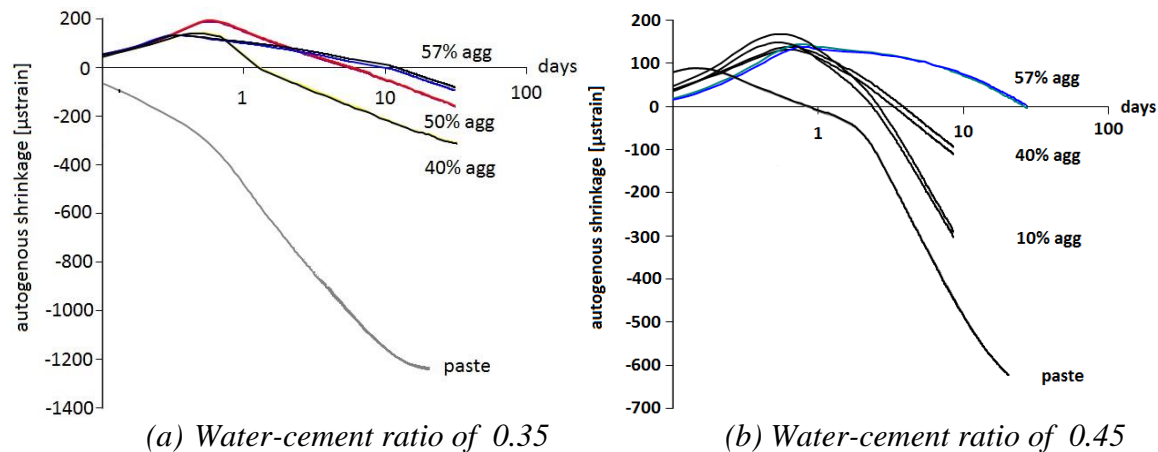 autogenous shrinkage [µstrain]
200
0
-200
-400
-600
-800
-1000
-1200
-1400
1
10
100
days
57% agg
50% agg
40% agg
paste
(a) Water-cement ratio of 0.35
autogenous shrinkage [µstrain]
200
100
0
-100
-200
-300
-400
-500
-600
-700
1
10
100
days
57% agg
40% agg
10% agg
paste
(b) Water-cement ratio of 0.45